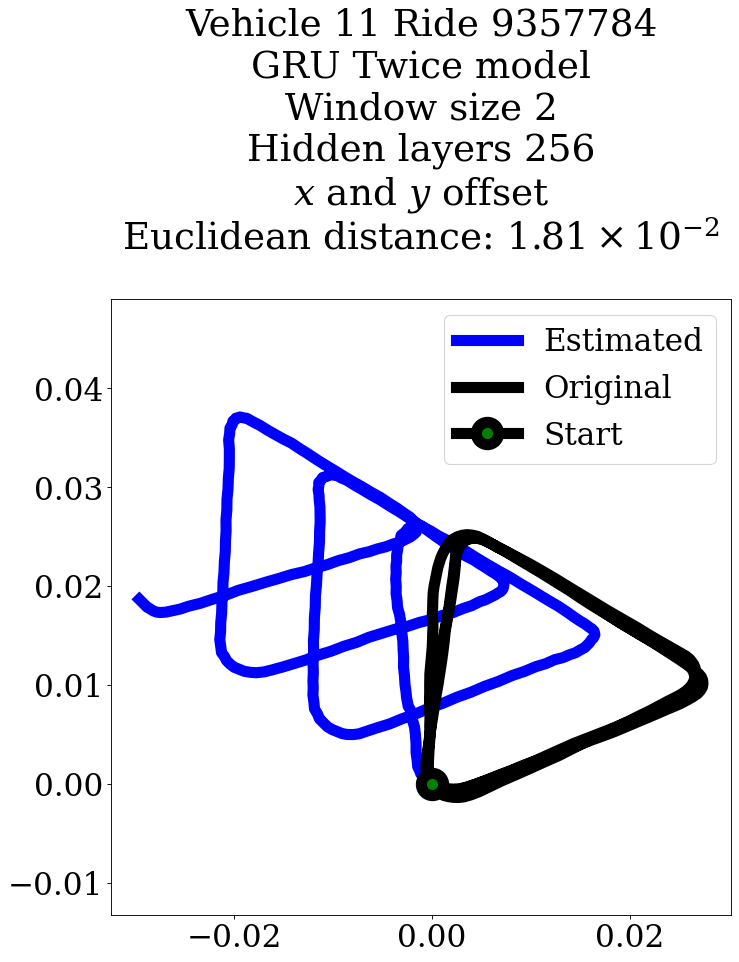 Vehicle 11 Ride 9357784
GRU Twice model
Window size 2
Hidden layers 256
x and y offset
Euclidean distance: 1.81 × 10⁻²
Estimated
Original
Start
0.04
0.03
0.02
0.01
0.00
−0.01
−0.02
0.00
0.02